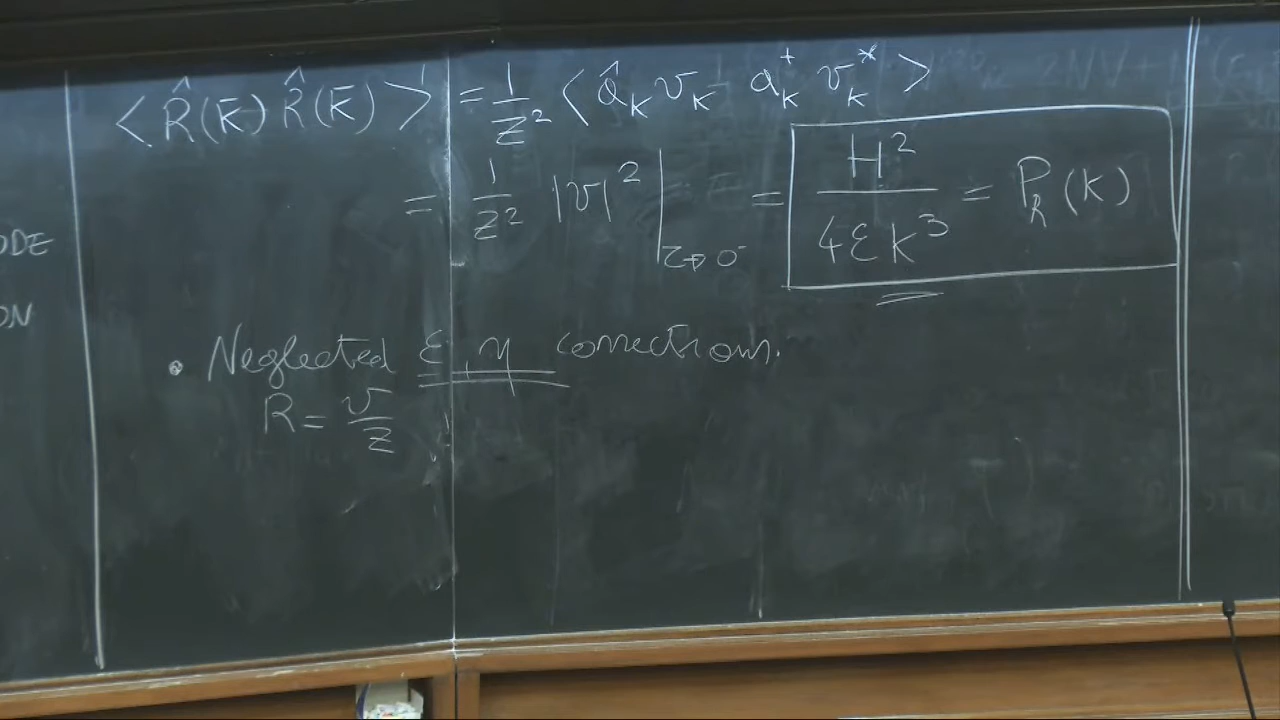 < R̂(k) R̂(k) >' = 1/z² < â_k v_k a_k^+ v_k^* >
= 1/z² |v|² |_{τ→0⁻} = H²/4εk³ = P_R(k)
ODE
ON
• Neglected ε, η corrections.
R = v/z